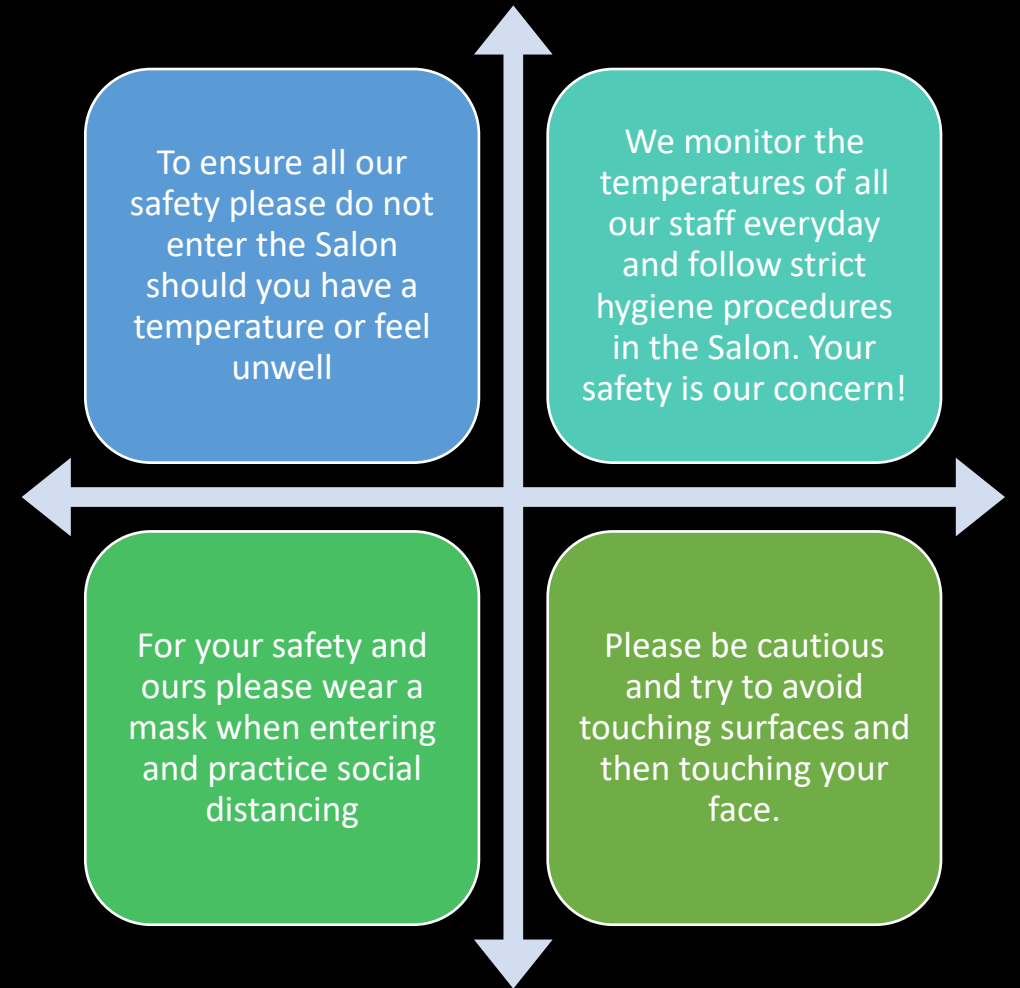 To ensure all our
safety please do not
enter the Salon
should you have a
temperature or feel
unwell
We monitor the
temperatures of all
our staff everyday
and follow strict
hygiene procedures
in the Salon. Your
safety is our concern!
For your safety and
ours please wear a
mask when entering
and practice social
distancing
Please be cautious
and try to avoid
touching surfaces and
then touching your
face.